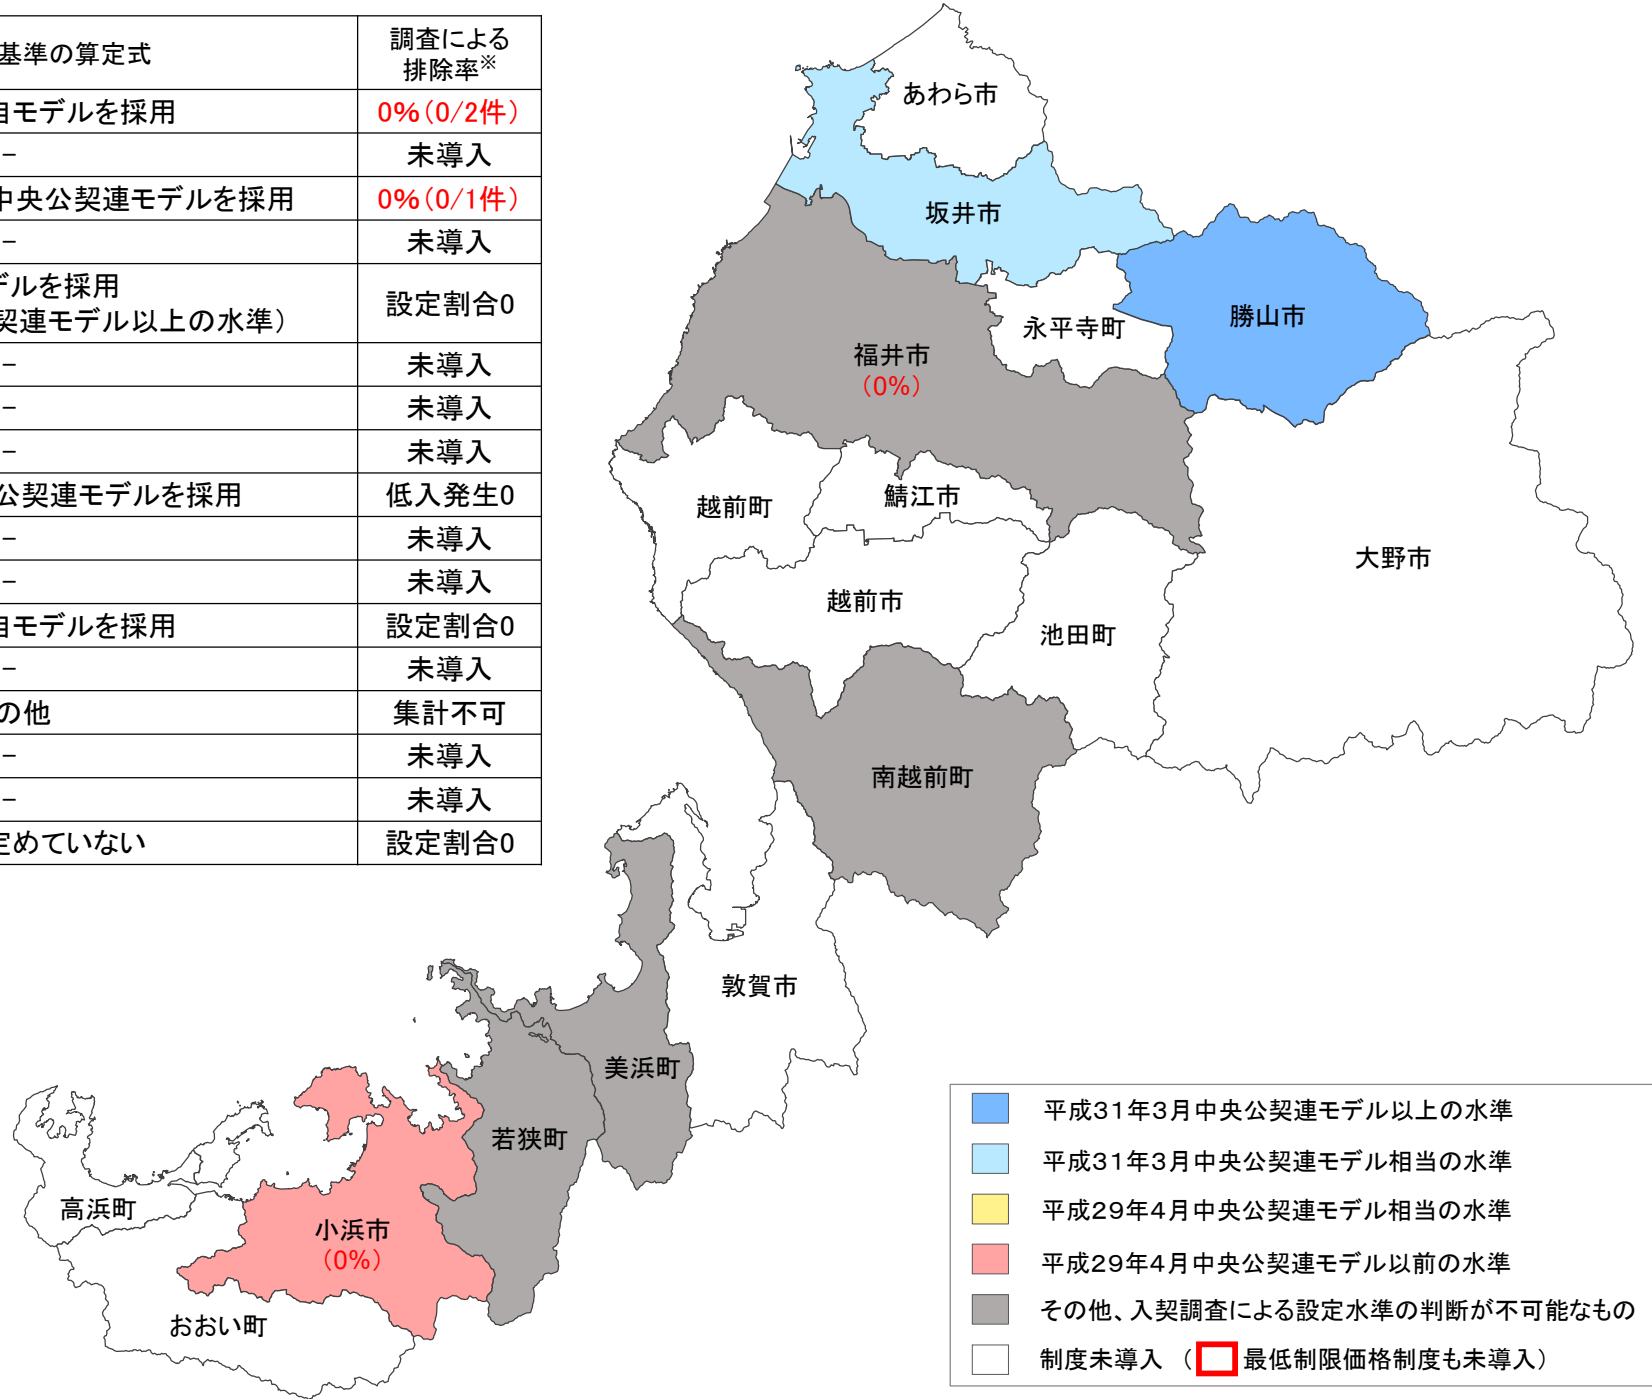 基準の算定式 調査による
排除率※
自モデルを採用 0%(0/2件)
- 未導入
中央公契連モデルを採用 0%(0/1件)
- 未導入
デルを採用
契連モデル以上の水準) 設定割合0
- 未導入
- 未導入
- 未導入
公契連モデルを採用 低入発生0
- 未導入
- 未導入
自モデルを採用 設定割合0
- 未導入
の他 集計不可
- 未導入
- 未導入
定めていない 設定割合0
あわら市
坂井市
勝山市
永平寺町
福井市
(0%)
越前町
鯖江市
大野市
越前市
池田町
南越前町
敦賀市
美浜町
若狭町
高浜町
小浜市
(0%)
おおい町
平成31年3月中央公契連モデル以上の水準
平成31年3月中央公契連モデル相当の水準
平成29年4月中央公契連モデル相当の水準
平成29年4月中央公契連モデル以前の水準
その他、入契調査による設定水準の判断が不可能なもの
制度未導入 ( 最低制限価格制度も未導入)